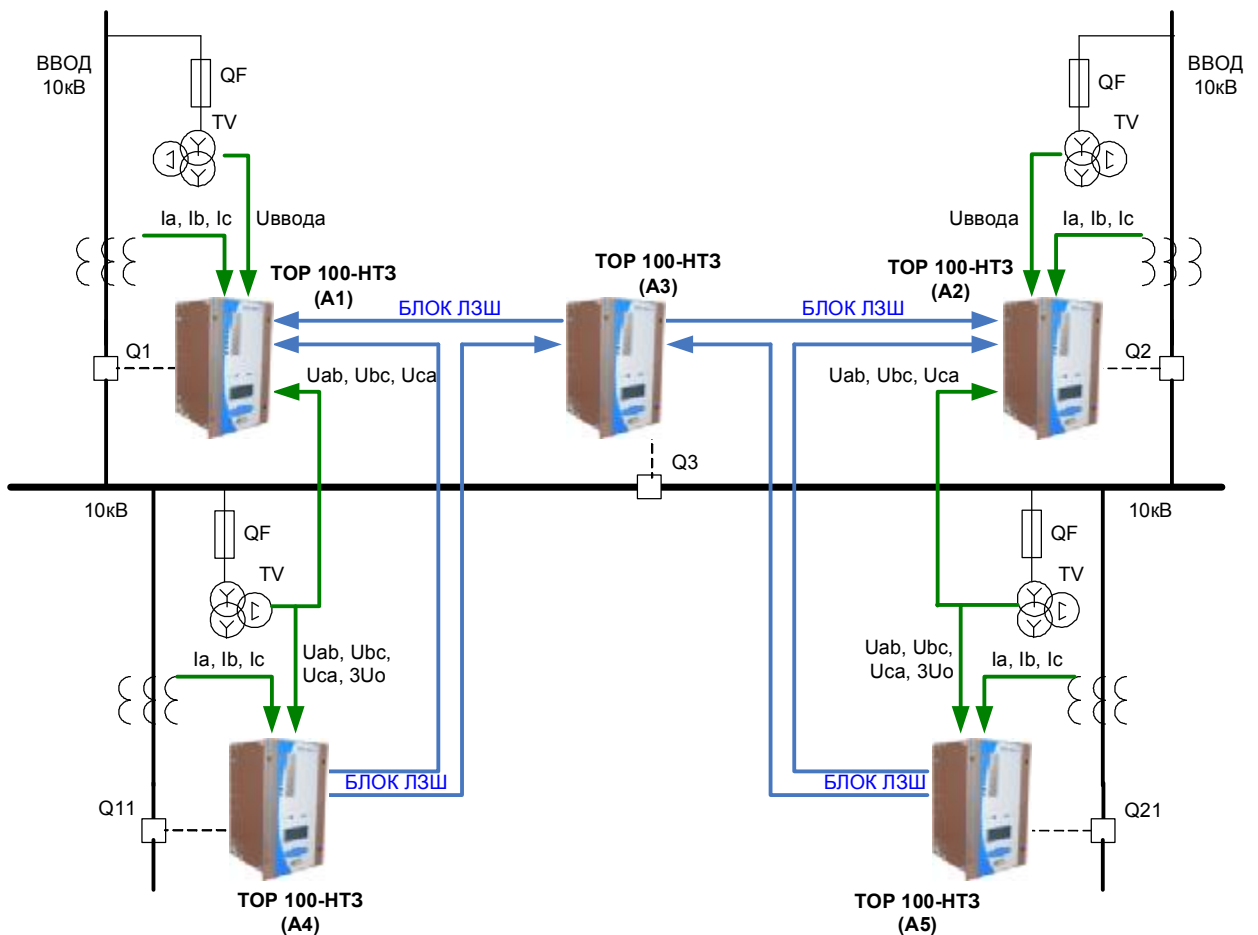 ВВОД
10кВ
QF
TV
Ia, Ib, Ic
Uввода
ТОР 100-НТЗ
(А1)
ТОР 100-НТЗ
(А3)
QF
TV
ВВОД
10кВ
Uввода
Ia, Ib, Ic
ТОР 100-НТЗ
(А2)
БЛОК ЛЗШ
БЛОК ЛЗШ
Q1
Uab, Ubc, Uca
Uab, Ubc, Uca
Q2
Q3
10кВ
QF
TV
Uab, Ubc,
Uca, 3Uo
Ia, Ib, Ic
10кВ
QF
TV
Uab, Ubc,
Uca, 3Uo
Ia, Ib, Ic
БЛОК ЛЗШ
БЛОК ЛЗШ
Q11
Q21
ТОР 100-НТЗ
(А4)
ТОР 100-НТЗ
(А5)